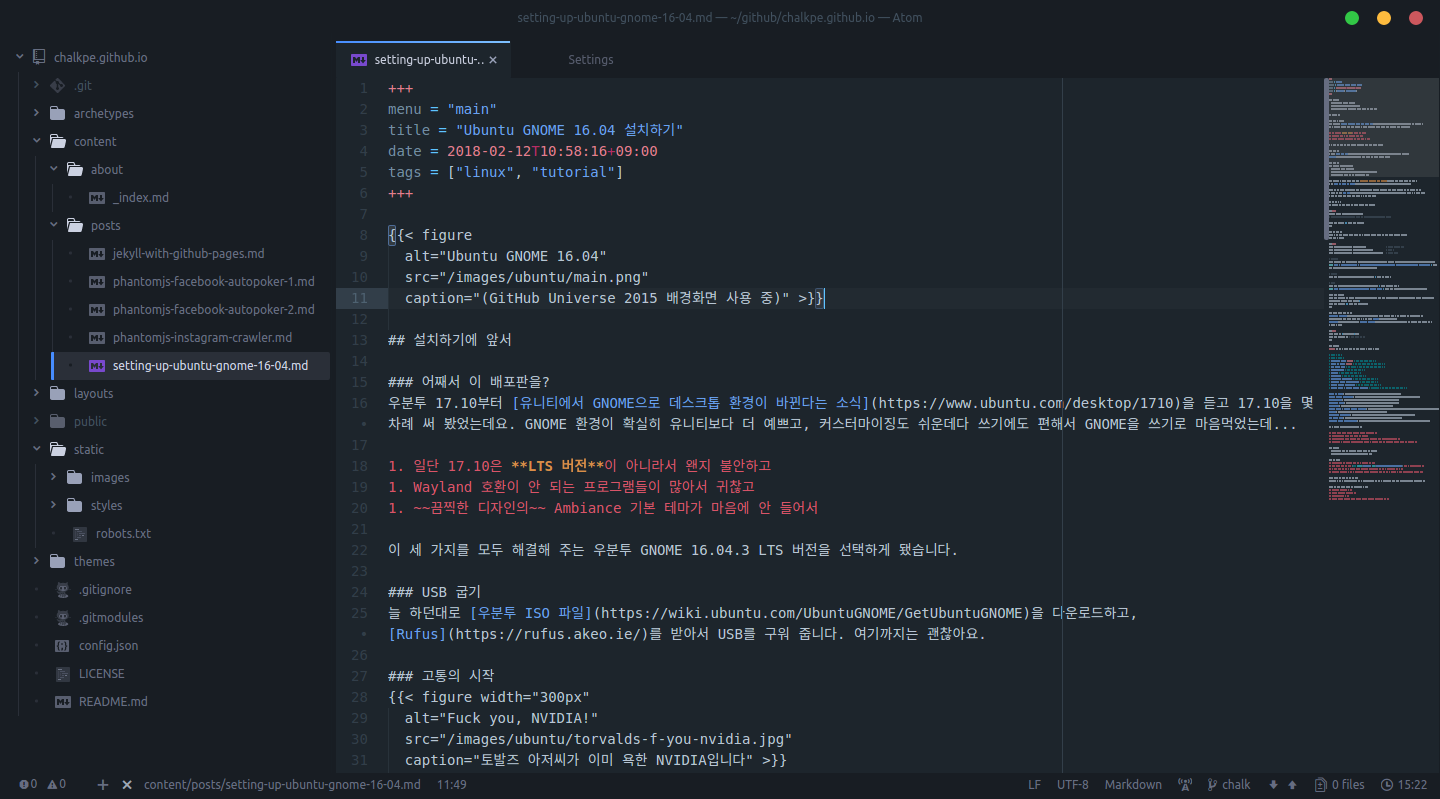 setting-up-ubuntu-gnome-16-04.md — ~/github/chalkpe.github.io — Atom
chalkpe.github.io
.git
archetypes
content
about
_index.md
posts
jekyll-with-github-pages.md
phantomjs-facebook-autopoker-1.md
phantomjs-facebook-autopoker-2.md
phantomjs-instagram-crawler.md
setting-up-ubuntu-gnome-16-04.md
layouts
public
static
images
styles
robots.txt
themes
.gitignore
.gitmodules
config.json
LICENSE
README.md
setting-up-ubuntu-..
Settings
1 +++
2 menu = "main"
3 title = "Ubuntu GNOME 16.04 설치하기"
4 date = 2018-02-12T10:58:16+09:00
5 tags = ["linux", "tutorial"]
6 +++
7
8 {{< figure
9 alt="Ubuntu GNOME 16.04"
10 src="/images/ubuntu/main.png"
11 caption="(GitHub Universe 2015 배경화면 사용 중)" >}}
12
13 ## 설치하기에 앞서
14
15 ### 어째서 이 배포판을?
16 우분투 17.10부터 [유니티에서 GNOME으로 데스크톱 환경이 바뀐다는 소식](https://www.ubuntu.com/desktop/1710)을 듣고 17.10을 몇
• 차례 써 봤었는데요. GNOME 환경이 확실히 유니티보다 더 예쁘고, 커스터마이징도 쉬운데다 쓰기에도 편해서 GNOME을 쓰기로 마음먹었는데...
17
18 1. 일단 17.10은 **LTS 버전**이 아니라서 왠지 불안하고
19 1. Wayland 호환이 안 되는 프로그램들이 많아서 귀찮고
20 1. ~~끔찍한 디자인의~~ Ambiance 기본 테마가 마음에 안 들어서
21
22 이 세 가지를 모두 해결해 주는 우분투 GNOME 16.04.3 LTS 버전을 선택하게 됐습니다.
23
24 ### USB 굽기
25 늘 하던대로 [우분투 ISO 파일](https://wiki.ubuntu.com/UbuntuGNOME/GetUbuntuGNOME)을 다운로드하고,
• [Rufus](https://rufus.akeo.ie/)를 받아서 USB를 구워 줍니다. 여기까지는 괜찮아요.
26
27 ### 고통의 시작
28 {{< figure width="300px"
29 alt="Fuck you, NVIDIA!"
30 src="/images/ubuntu/torvalds-f-you-nvidia.jpg"
31 caption="토발즈 아저씨가 이미 욕한 NVIDIA입니다" >}}
0 0 content/posts/setting-up-ubuntu-gnome-16-04.md 11:49 LF UTF-8 Markdown chalk 0 files 15:22